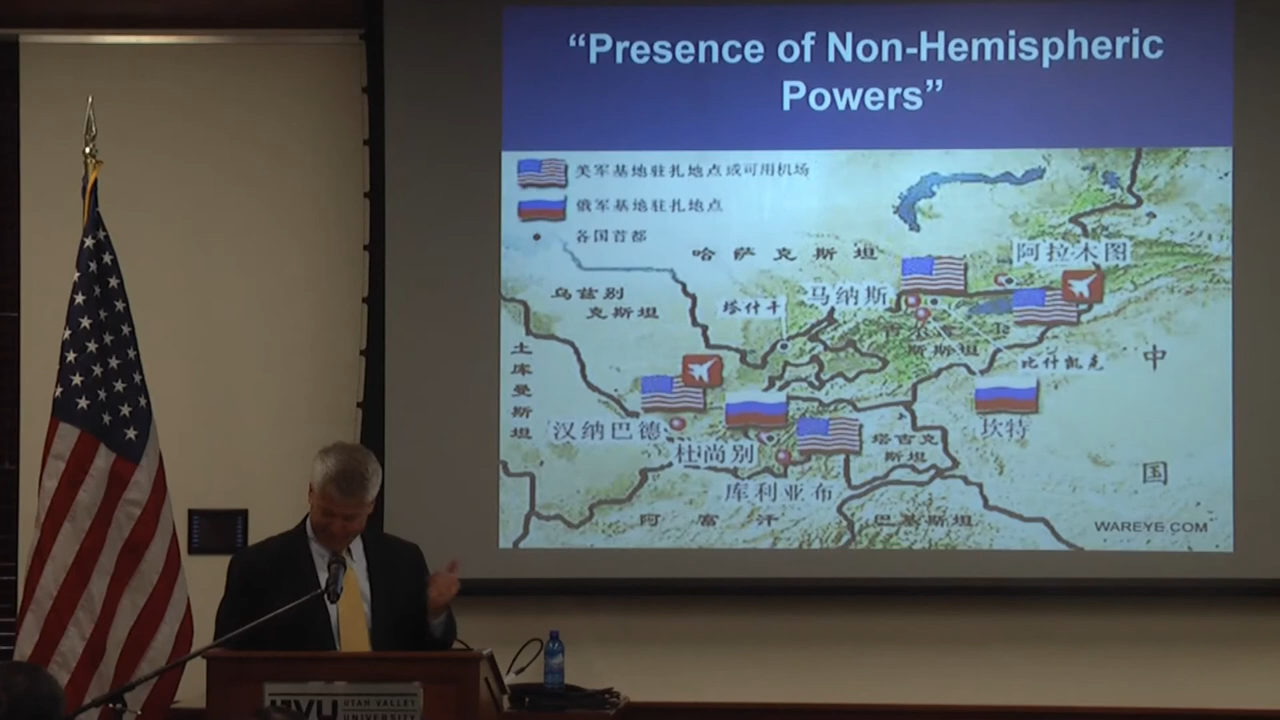 “Presence of Non-Hemispheric
Powers”
美军基地驻扎地点或可用机场
俄军基地驻扎地点
各国首都
哈萨克斯坦
阿拉木图
乌兹别
克斯坦
塔什干
马纳斯
斯斯坦
比什凯克
土库曼斯坦
中国
坎特
汉纳巴德
杜尚别
塔吉克
斯坦
库利亚布
阿富汗
巴基斯坦
WAREYE.COM
UVU UTAH VALLEY
UNIVERSITY